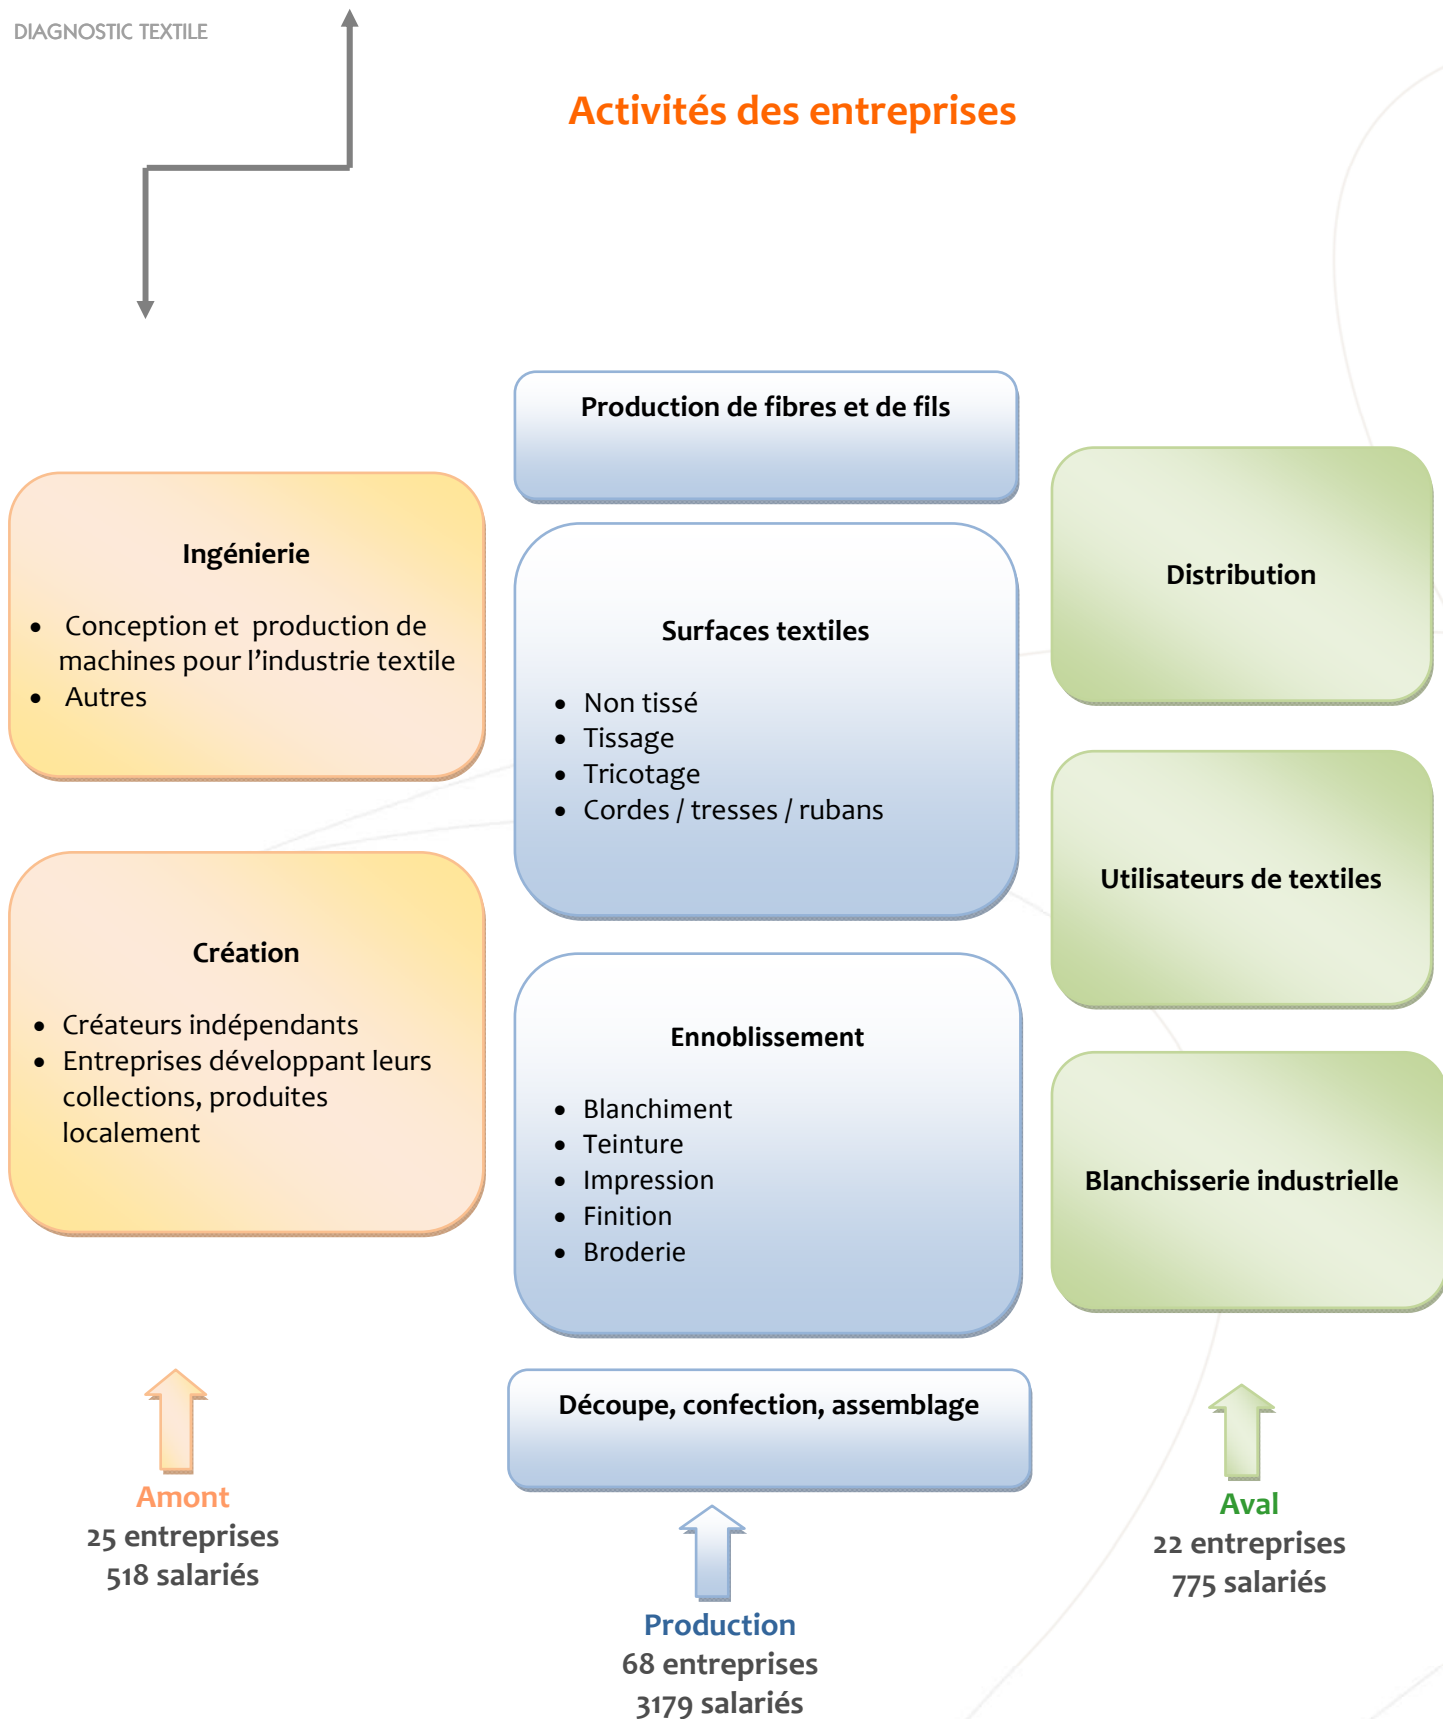 DIAGNOSTIC TEXTILE
Activités des entreprises
Ingénierie
• Conception et production de
machines pour l'industrie textile
• Autres
Création
• Créateurs indépendants
• Entreprises développant leurs
collections, produites
localement
Amont
25 entreprises
518 salariés
Production de fibres et de fils
Surfaces textiles
• Non tissé
• Tissage
• Tricotage
• Cordes / tresses / rubans
Ennoblissement
• Blanchiment
• Teinture
• Impression
• Finition
• Broderie
Découpe, confection, assemblage
Production
68 entreprises
3179 salariés
Distribution
Utilisateurs de textiles
Blanchisserie industrielle
Aval
22 entreprises
775 salariés